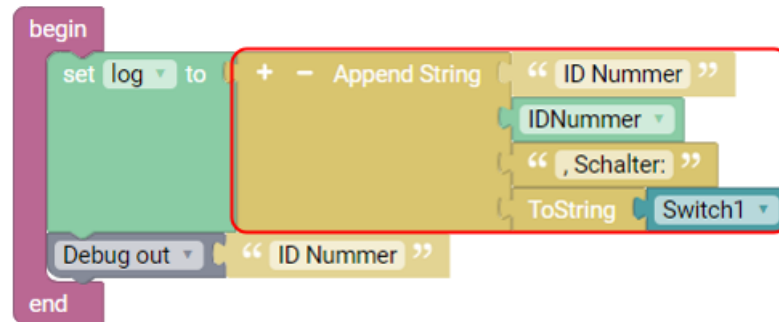 begin
set log to + − Append String “ ID Nummer ”
IDNummer
“ , Schalter: ”
ToString Switch1
Debug out “ ID Nummer ”
end